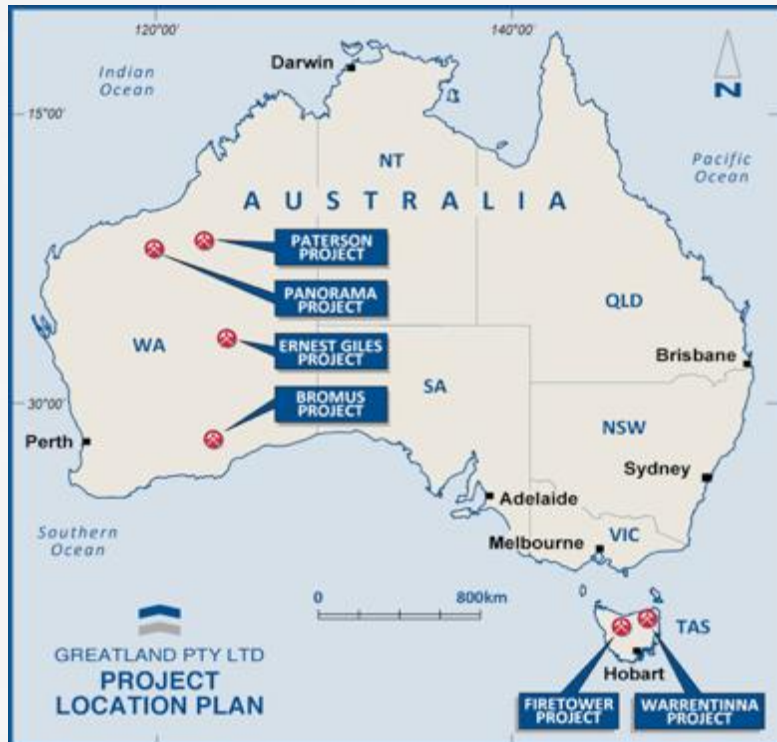 120°00'
140°00'
Darwin
Indian
Ocean
15°00'
N
NT
Pacific
Ocean
AUSTRALIA
PATERSON
PROJECT
PANORAMA
PROJECT
QLD
WA
ERNEST GILES
PROJECT
Brisbane
SA
BROMUS
PROJECT
30°00'
NSW
Perth
Sydney
Adelaide
Southern
Ocean
VIC
Melbourne
0 800km
TAS
GREATLAND PTY LTD
PROJECT
LOCATION PLAN
Hobart
FIRETOWER
PROJECT
WARRENTINNA
PROJECT